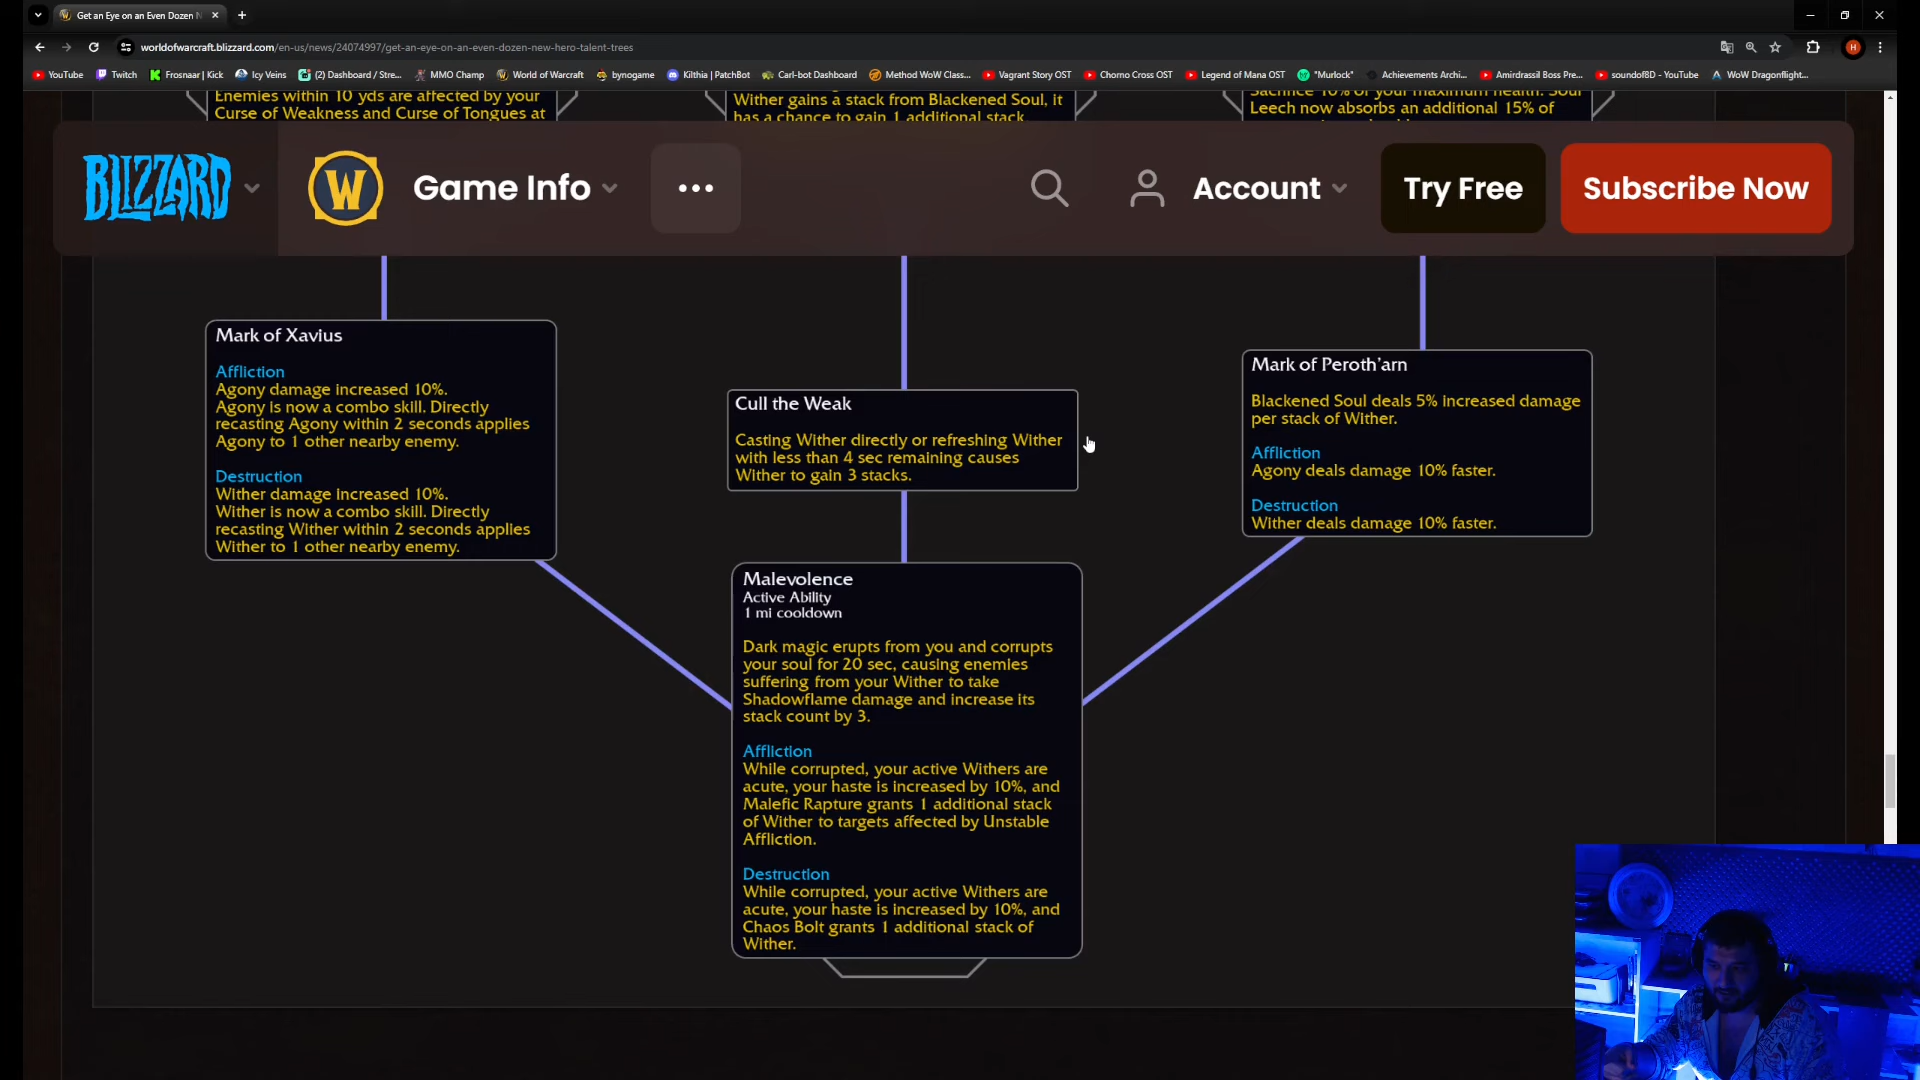 Get an Eye on an Even Dozen N
worldofwarcraft.blizzard.com/en-us/news/24074997/get-an-eye-on-an-even-dozen-new-hero-talent-trees
H
YouTube
Twitch
Frosnaar | Kick
Icy Veins
(2) Dashboard / Stre...
MMO Champ
World of Warcraft
bynogame
Kilthia | PatchBot
Carl-bot Dashboard
Method WoW Class...
Vagrant Story OST
Chorno Cross OST
Legend of Mana OST
"Murlock"
Achievements Archi...
Amirdrassil Boss Pre...
soundofBD - YouTube
WoW Dragonflight...
Enemies within 10 yds are affected by your
Curse of Weakness and Curse of Tongues at
Wither gains a stack from Blackened Soul, it
has a chance to gain 1 additional stack.
Sacrifice 10% of your maximum health. Soul
Leech now absorbs an additional 15% of
BLIZZARD
W
Game Info
Account
Try Free
Subscribe Now
Mark of Xavius
Affliction
Agony damage increased 10%.
Agony is now a combo skill. Directly
recasting Agony within 2 seconds applies
Agony to 1 other nearby enemy.
Destruction
Wither damage increased 10%.
Wither is now a combo skill. Directly
recasting Wither within 2 seconds applies
Wither to 1 other nearby enemy.
Cull the Weak
Casting Wither directly or refreshing Wither
with less than 4 sec remaining causes
Wither to gain 3 stacks.
Mark of Peroth'arn
Blackened Soul deals 5% increased damage
per stack of Wither.
Affliction
Agony deals damage 10% faster.
Destruction
Wither deals damage 10% faster.
Malevolence
Active Ability
1 mi cooldown
Dark magic erupts from you and corrupts
your soul for 20 sec, causing enemies
suffering from your Wither to take
Shadowflame damage and increase its
stack count by 3.
Affliction
While corrupted, your active Withers are
acute, your haste is increased by 10%, and
Malefic Rapture grants 1 additional stack
of Wither to targets affected by Unstable
Affliction.
Destruction
While corrupted, your active Withers are
acute, your haste is increased by 10%, and
Chaos Bolt grants 1 additional stack of
Wither.